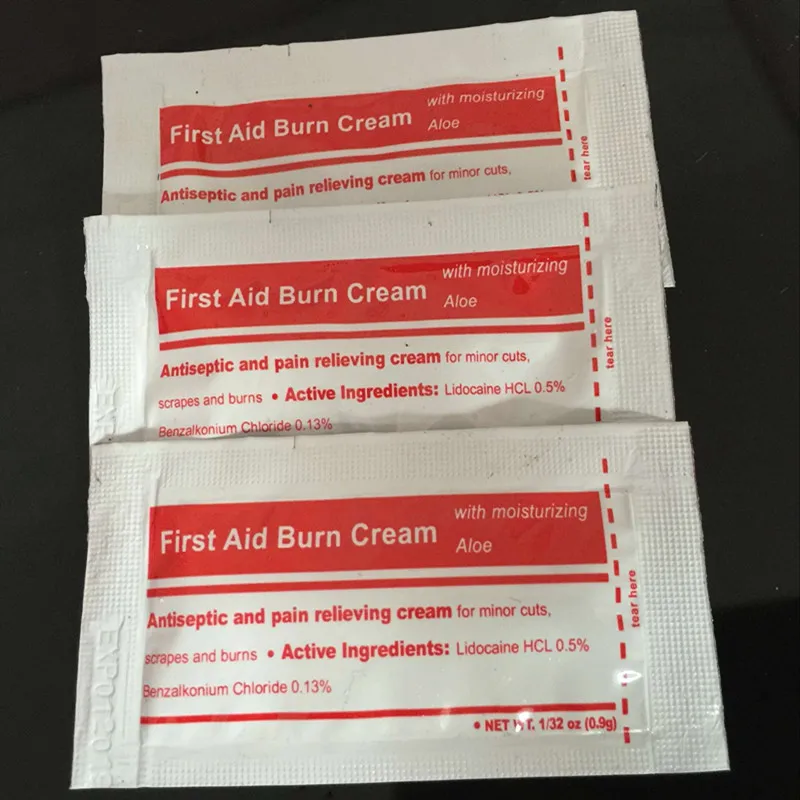 First Aid Burn Cream with moisturizing
Aloe
tear here
Antiseptic and pain relieving cream for minor cuts,
First Aid Burn Cream with moisturizing
Aloe
tear here
Antiseptic and pain relieving cream for minor cuts,
scrapes and burns • Active Ingredients: Lidocaine HCL 0.5%
Benzalkonium Chloride 0.13%
EXP
First Aid Burn Cream with moisturizing
Aloe
tear here
Antiseptic and pain relieving cream for minor cuts,
scrapes and burns • Active Ingredients: Lidocaine HCL 0.5%
Benzalkonium Chloride 0.13%
• NET WT. 1/32 oz (0.9g)